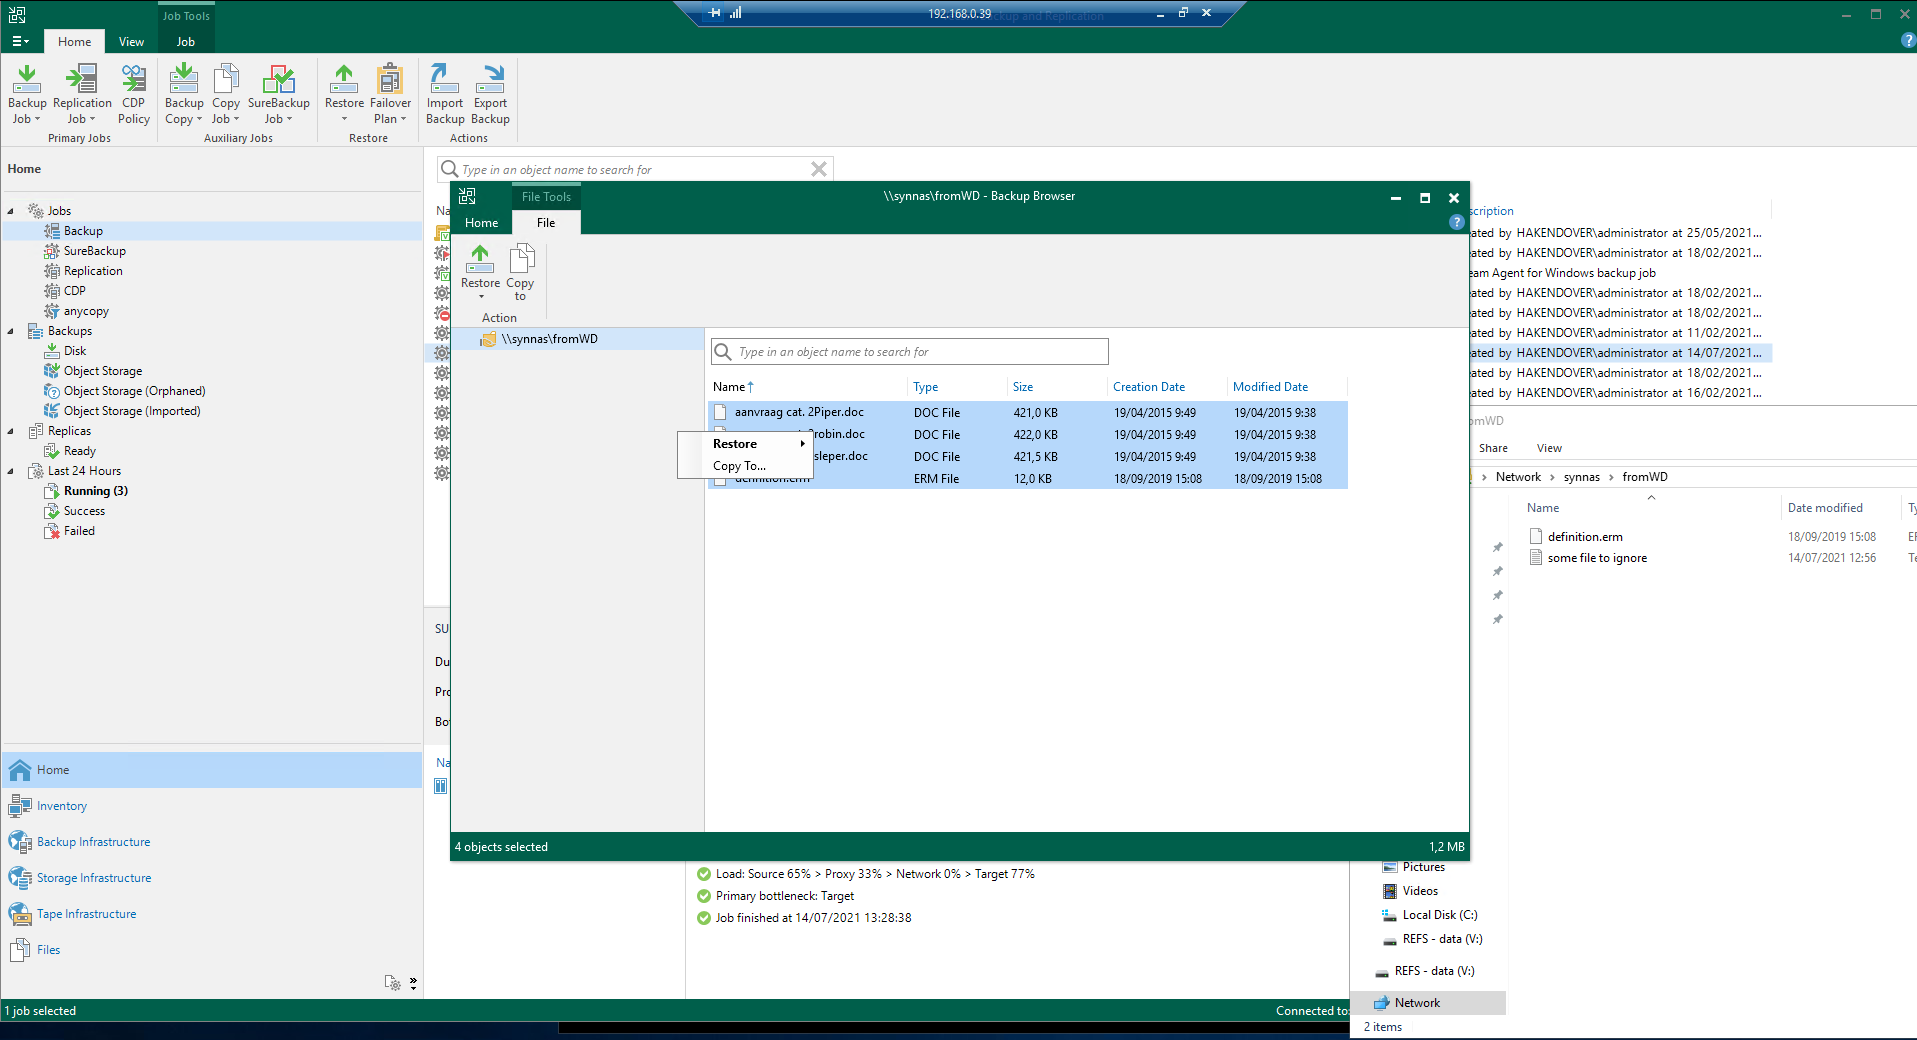 Job Tools
192.168.0.39
ckup and Replication
Home
View
Job
Backup Job
Replication Job
CDP Policy
Backup Copy
Copy Job
SureBackup Job
Restore
Failover Plan
Import Backup
Export Backup
Primary Jobs
Auxiliary Jobs
Restore
Actions
Home
Type in an object name to search for
Jobs
Backup
SureBackup
Replication
CDP
anycopy
Backups
Disk
Object Storage
Object Storage (Orphaned)
Object Storage (Imported)
Replicas
Ready
Last 24 Hours
Running (3)
Success
Failed
Home
Inventory
Backup Infrastructure
Storage Infrastructure
Tape Infrastructure
Files
1 job selected
Na
SU
Du
Pro
Bo
Na
File Tools
\\synnas\fromWD - Backup Browser
Home
File
Restore
Copy to
Action
\\synnas\fromWD
Type in an object name to search for
Name
Type
Size
Creation Date
Modified Date
aanvraag cat. 2Piper.doc
DOC File
421,0 KB
19/04/2015 9:49
19/04/2015 9:38
robin.doc
DOC File
422,0 KB
19/04/2015 9:49
19/04/2015 9:38
sleper.doc
DOC File
421,5 KB
19/04/2015 9:49
19/04/2015 9:38
definition.erm
ERM File
12,0 KB
18/09/2019 15:08
18/09/2019 15:08
Restore
Copy To...
4 objects selected
1,2 MB
Load: Source 65% > Proxy 33% > Network 0% > Target 77%
Primary bottleneck: Target
Job finished at 14/07/2021 13:28:38
Connected to:
scription
eated by HAKENDOVER\administrator at 25/05/2021...
eated by HAKENDOVER\administrator at 18/02/2021...
eam Agent for Windows backup job
eated by HAKENDOVER\administrator at 18/02/2021...
eated by HAKENDOVER\administrator at 18/02/2021...
eated by HAKENDOVER\administrator at 11/02/2021...
eated by HAKENDOVER\administrator at 14/07/2021...
eated by HAKENDOVER\administrator at 18/02/2021...
eated by HAKENDOVER\administrator at 16/02/2021...
omWD
Share
View
Network > synnas > fromWD
Name
Date modified
Ty
definition.erm
18/09/2019 15:08
EF
some file to ignore
14/07/2021 12:56
Te
Pictures
Videos
Local Disk (C:)
REFS - data (V:)
REFS - data (V:)
Network
2 items